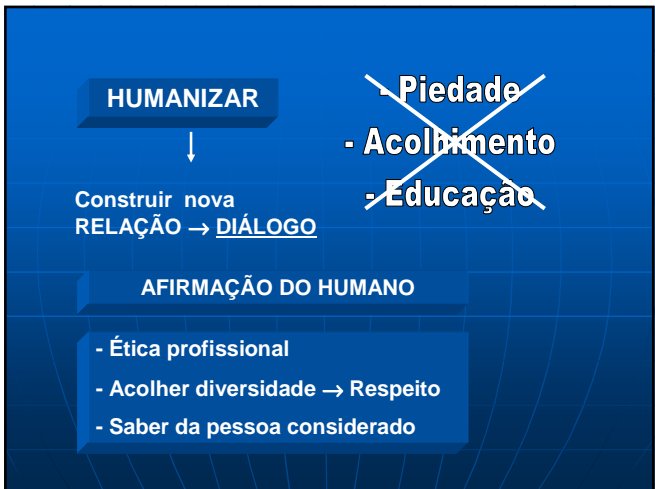 HUMANIZAR
↓
Construir nova
RELAÇÃO → DIÁLOGO
- Piedade
- Acolhimento
- Educação
AFIRMAÇÃO DO HUMANO
- Ética profissional
- Acolher diversidade → Respeito
- Saber da pessoa considerado